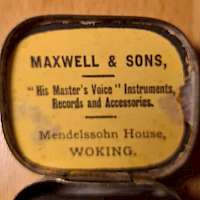 MAXWELL & SONS,
"His Master's Voice" Instruments,
Records and Accessories.
Mendelssohn House,
WOKING.